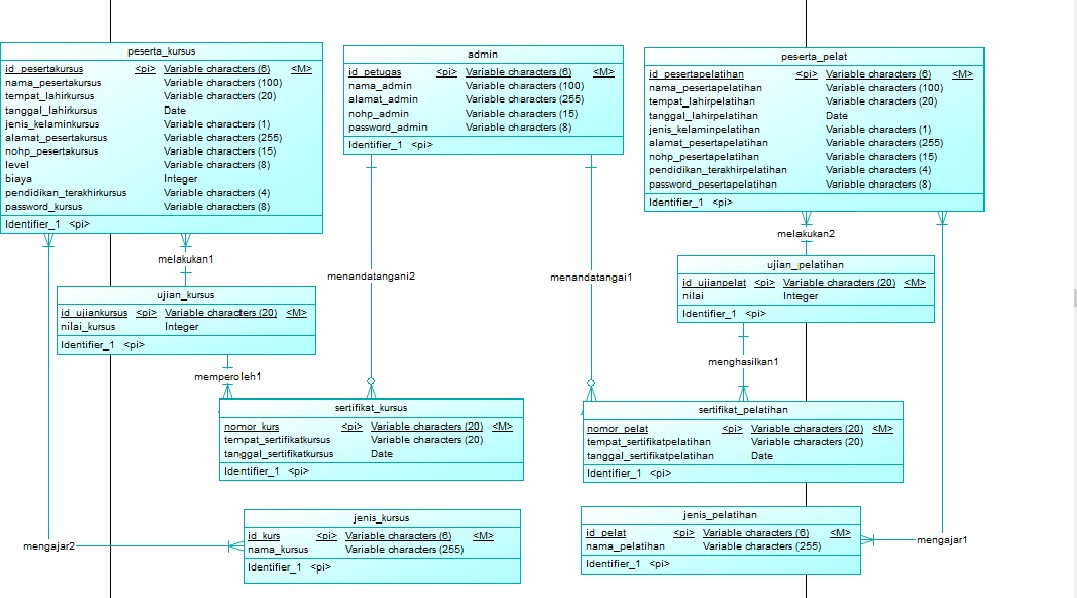 peserta_kursus
id_pesertakursus <pi> Variable characters (6) <M>
nama_pesertakursus Variable characters (100)
tempat_lahirkursus Variable characters (20)
tanggal_lahirkursus Date
jenis_kelaminkursus Variable characters (1)
alamat_pesertakursus Variable characters (255)
nohp_pesertakursus Variable characters (15)
level Variable characters (8)
biaya Integer
pendidikan_terakhirkursus Variable characters (4)
password_kursus Variable characters (8)
Identifier_1 <pi>
admin
id_petugas <pi> Variable characters (6) <M>
nama_admin Variable characters (100)
alamat_admin Variable characters (255)
nohp_admin Variable characters (15)
password_admin Variable characters (8)
Identifier_1 <pi>
peserta_pelat
id_pesertapelatihan <pi> Variable characters (6) <M>
nama_pesertapelatihan Variable characters (100)
tempat_lahirpelatihan Variable characters (20)
tanggal_lahirpelatihan Date
jenis_kelaminpelatihan Variable characters (1)
alamat_pesertapelatihan Variable characters (255)
nohp_pesertapelatihan Variable characters (15)
pendidikan_terakhirpelatihan Variable characters (4)
password_pesertapelatihan Variable characters (8)
Identifier_1 <pi>
melakukan1
menandatangani2
menandatangai1
melakukan2
ujian_kursus
id_ujiankursus <pi> Variable characters (20) <M>
nilai_kursus Integer
Identifier_1 <pi>
ujian_pelatihan
id_ujianpelat <pi> Variable characters (20) <M>
nilai Integer
Identifier_1 <pi>
memperoleh1
menghasilkan1
sertifikat_kursus
nomor_kurs <pi> Variable characters (20) <M>
tempat_sertifikatkursus Variable characters (20)
tanggal_sertifikatkursus Date
Identifier_1 <pi>
sertifikat_pelatihan
nomor_pelat <pi> Variable characters (20) <M>
tempat_sertifikatpelatihan Variable characters (20)
tanggal_sertifikatpelatihan Date
Identifier_1 <pi>
mengajar2
jenis_kursus
id_kurs <pi> Variable characters (6) <M>
nama_kursus Variable characters (255)
Identifier_1 <pi>
jenis_pelatihan
id_pelat <pi> Variable characters (6) <M>
nama_pelatihan Variable characters (255)
Identifier_1 <pi>
mengajar1